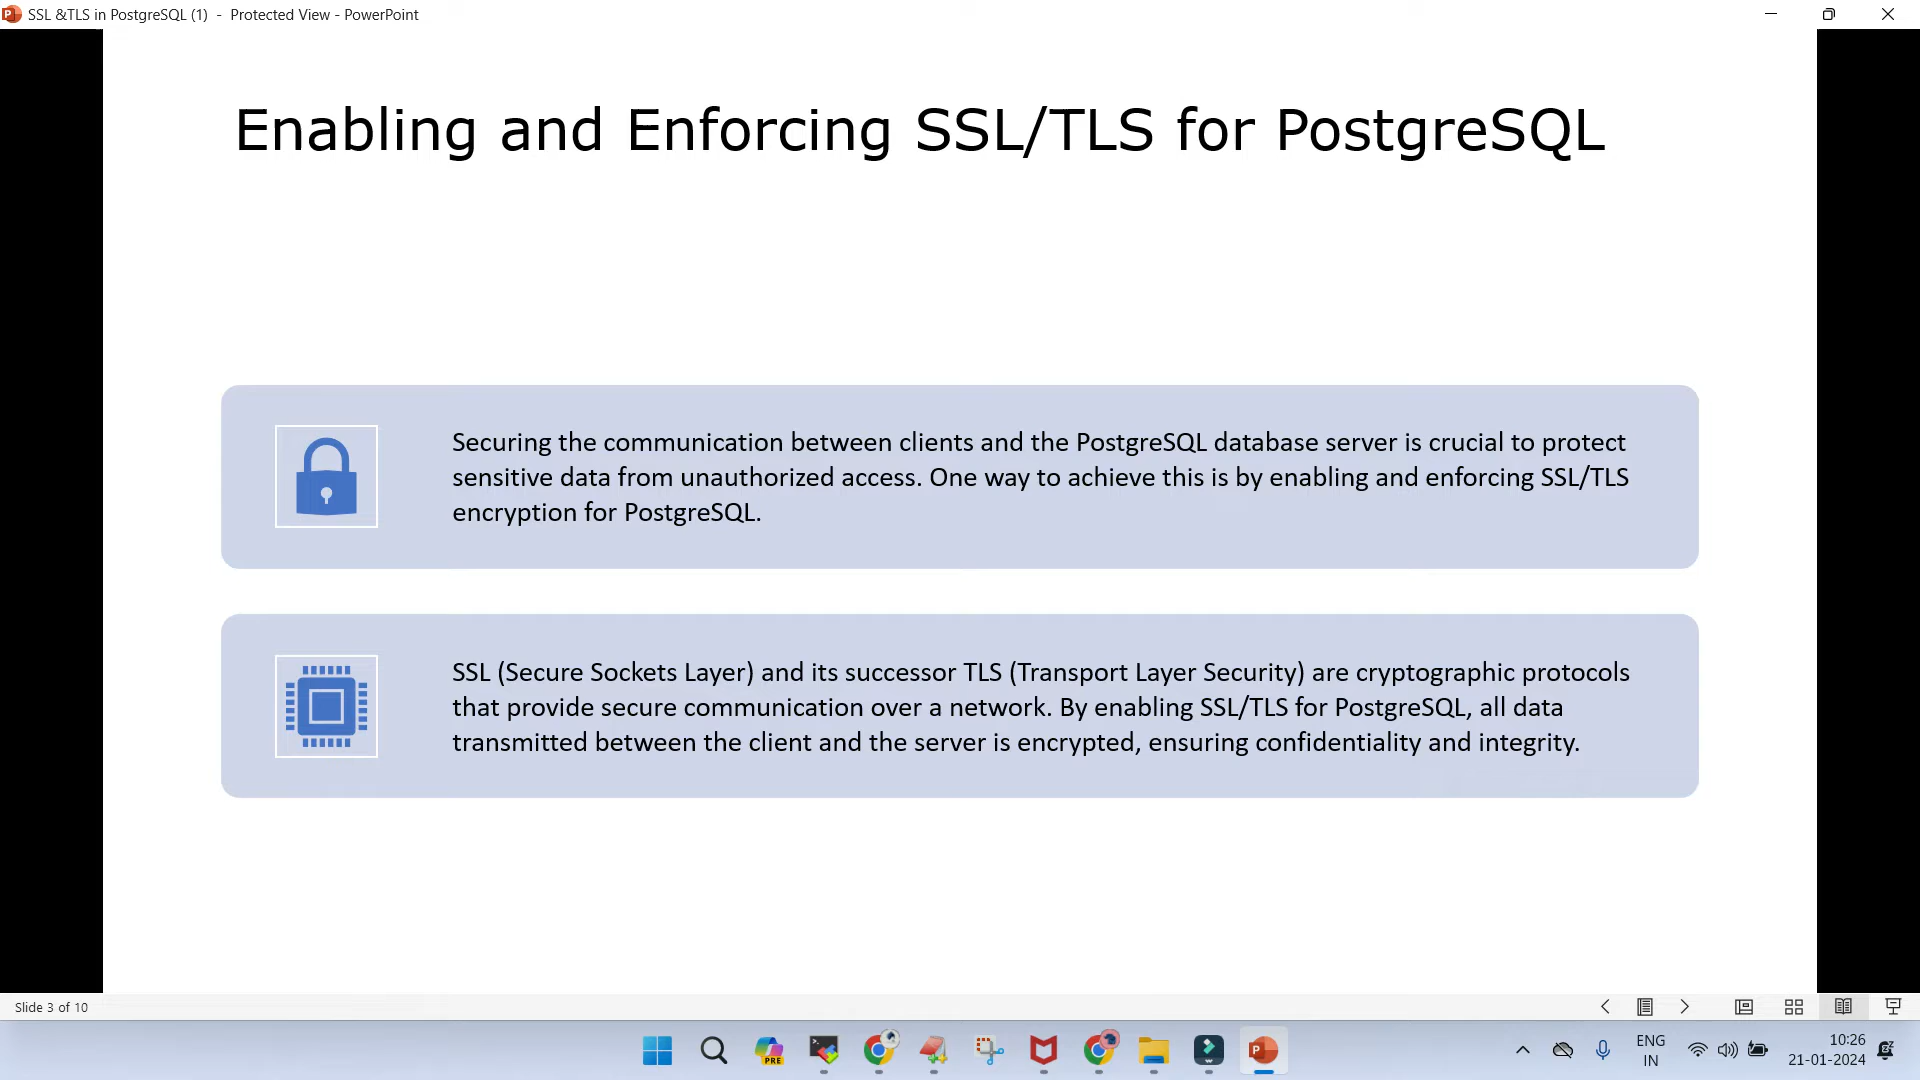 SSL &TLS in PostgreSQL (1)  -  Protected View - PowerPoint
Enabling and Enforcing SSL/TLS for PostgreSQL
Securing the communication between clients and the PostgreSQL database server is crucial to protect
sensitive data from unauthorized access. One way to achieve this is by enabling and enforcing SSL/TLS
encryption for PostgreSQL.
SSL (Secure Sockets Layer) and its successor TLS (Transport Layer Security) are cryptographic protocols
that provide secure communication over a network. By enabling SSL/TLS for PostgreSQL, all data
transmitted between the client and the server is encrypted, ensuring confidentiality and integrity.
Slide 3 of 10
PRE
ENG
IN
10:26
21-01-2024